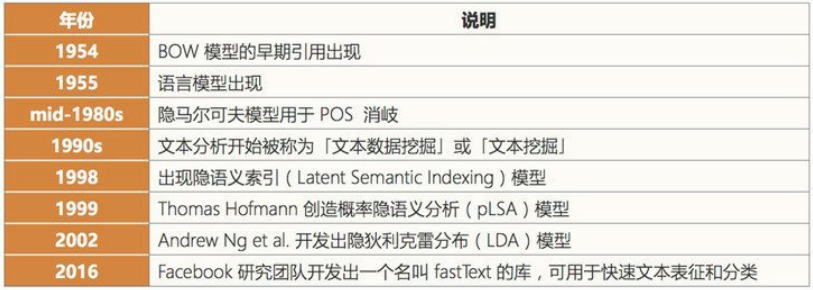 年份 说明
1954 BOW 模型的早期引用出现
1955 语言模型出现
mid-1980s 隐马尔可夫模型用于 POS 消岐
1990s 文本分析开始被称为「文本数据挖掘」或「文本挖掘」
1998 出现隐语义索引（Latent Semantic Indexing）模型
1999 Thomas Hofmann 创造概率隐语义分析（pLSA）模型
2002 Andrew Ng et al. 开发出隐狄利克雷分布（LDA）模型
2016 Facebook 研究团队开发出一个名叫 fastText 的库，可用于快速文本表征和分类